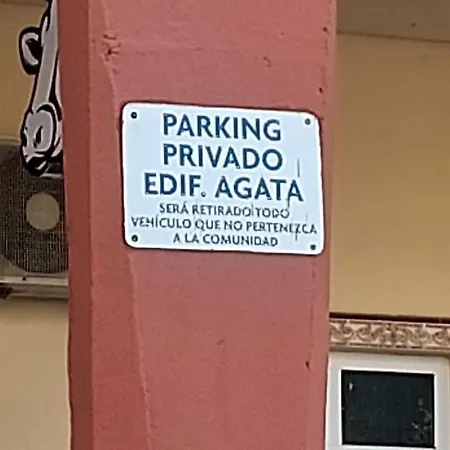 PARKING
PRIVADO
EDIF. AGATA
SERÁ RETIRADO TODO
VEHÍCULO QUE NO PERTENEZCA
A LA COMUNIDAD